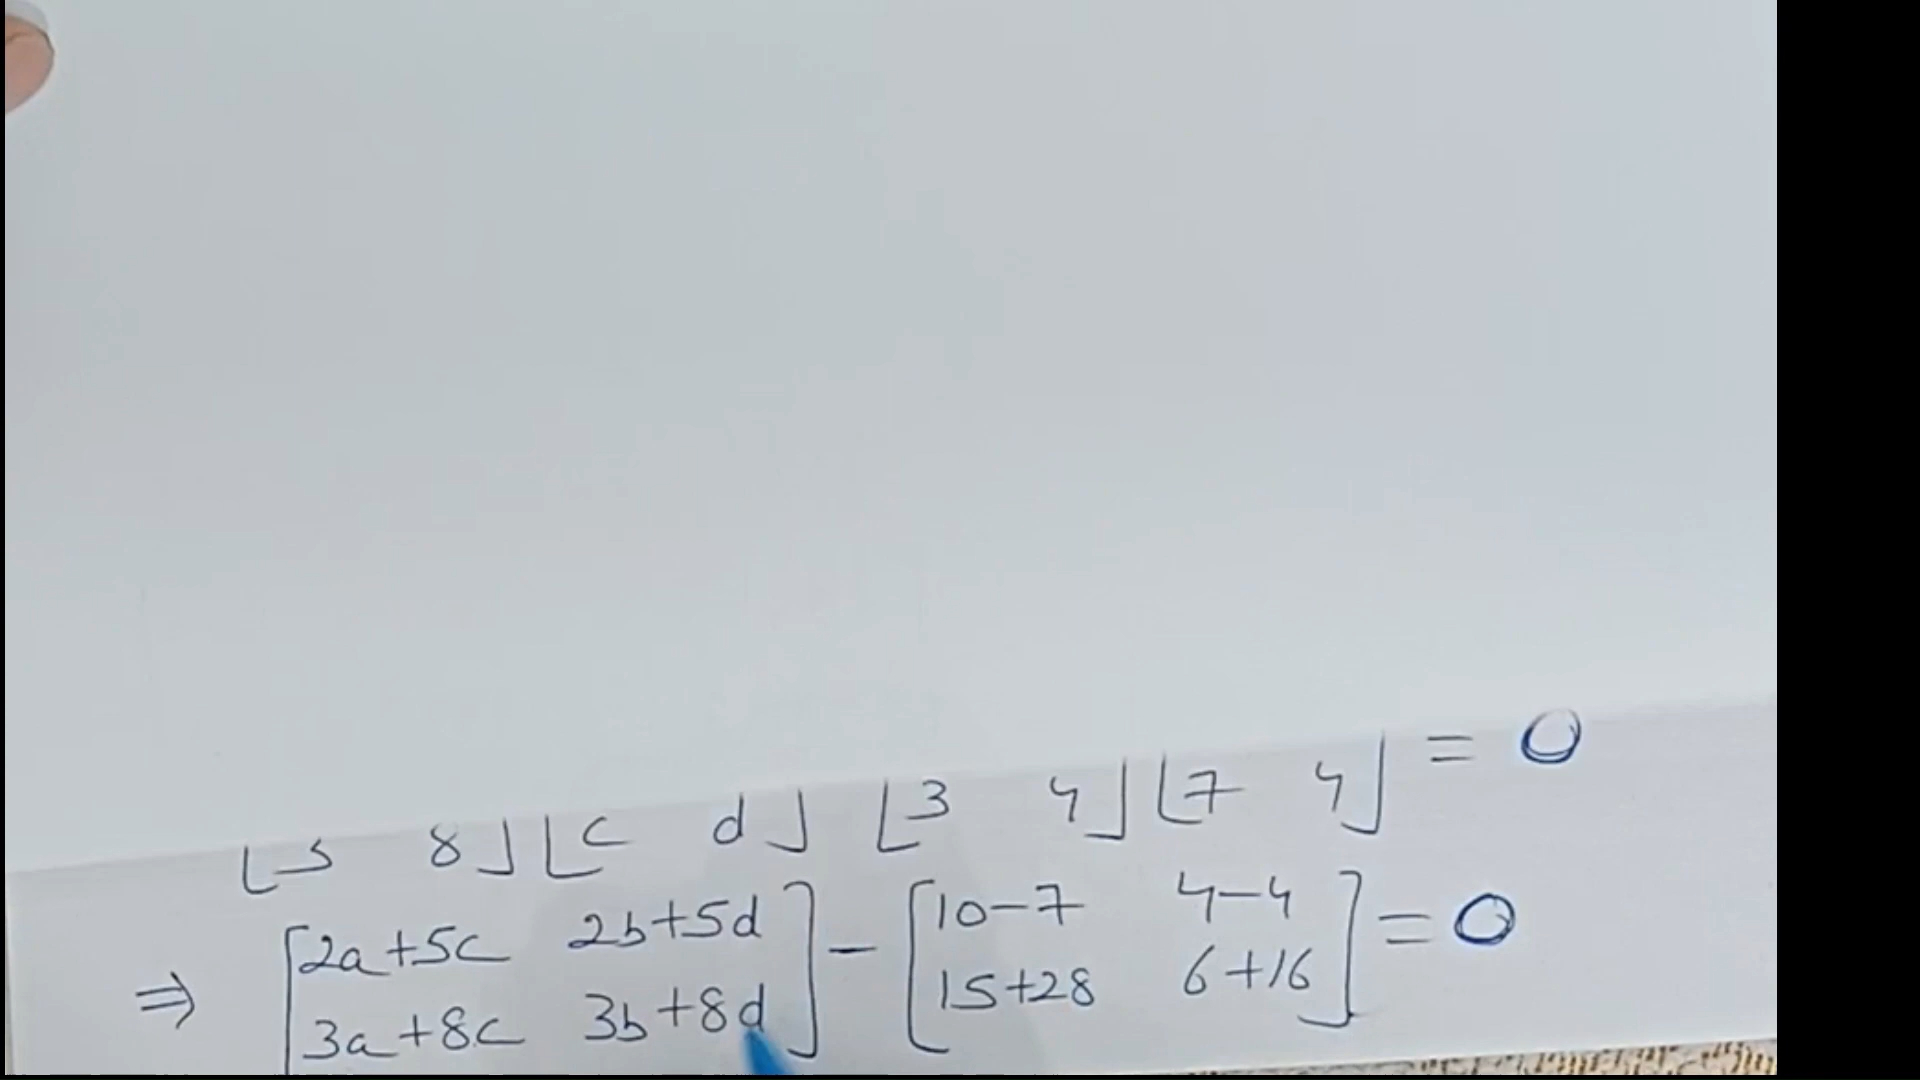 [3 8] [c d] [3 4] [7 4] = 0
⇒ [2a+5c 2b+5d] - [10-7 4-4] = 0
[3a+8c 3b+8d] [15+28 6+16]